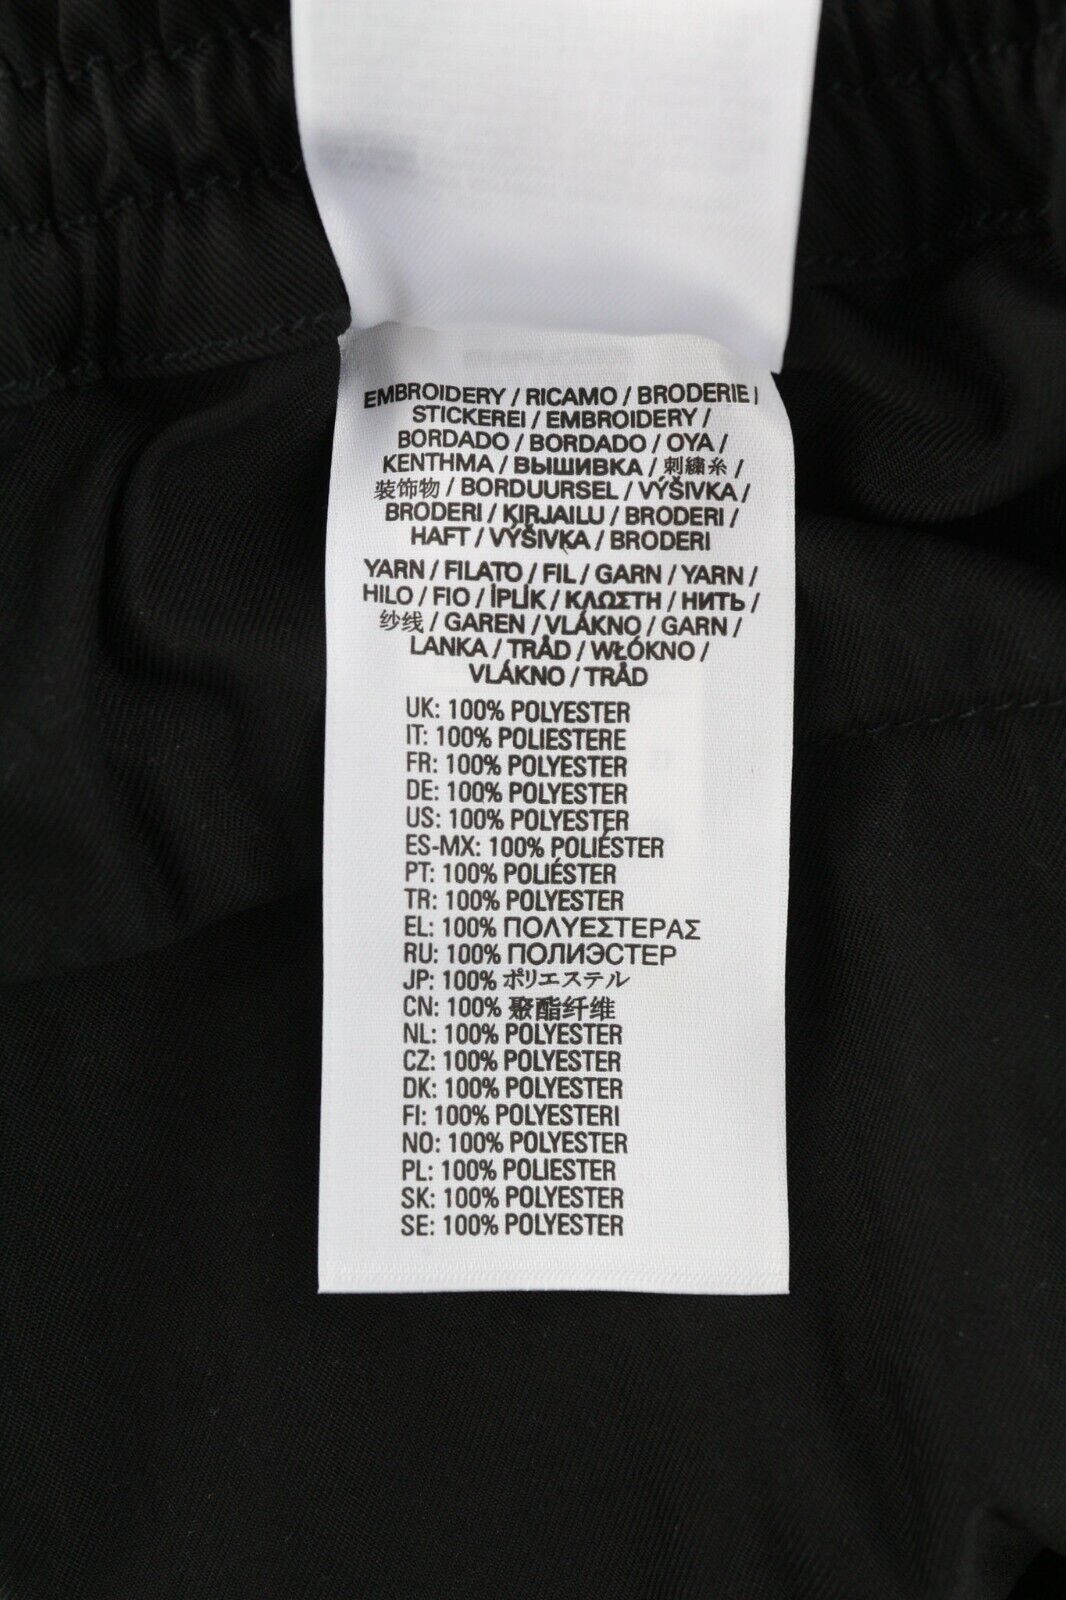 EMBROIDERY / RICAMO / BRODERIE /
STICKEREI / EMBROIDERY /
BORDADO / BORDADO / OYA /
ΚΕΝΤΗΜΑ / ВЫШИВКА / 刺繍糸 /
装饰物 / BORDUURSEL / VÝŠIVKA /
BRODERI / KIRJAILU / BRODERI /
HAFT / VÝŠIVKA / BRODERI
YARN / FILATO / FIL / GARN / YARN /
HILO / FIO / İPLİK / ΚΛΩΣΤΗ / НИТЬ /
纱线 / GAREN / VLÁKNO / GARN /
LANKA / TRÅD / WŁÓKNO /
VLÁKNO / TRÅD
UK: 100% POLYESTER
IT: 100% POLIESTERE
FR: 100% POLYESTER
DE: 100% POLYESTER
US: 100% POLYESTER
ES-MX: 100% POLIÉSTER
PT: 100% POLIÉSTER
TR: 100% POLYESTER
EL: 100% ΠΟΛΥΕΣΤΕΡΑΣ
RU: 100% ПОЛИЭСТЕР
JP: 100% ポリエステル
CN: 100% 聚酯纤维
NL: 100% POLYESTER
CZ: 100% POLYESTER
DK: 100% POLYESTER
FI: 100% POLYESTERI
NO: 100% POLYESTER
PL: 100% POLIESTER
SK: 100% POLYESTER
SE: 100% POLYESTER